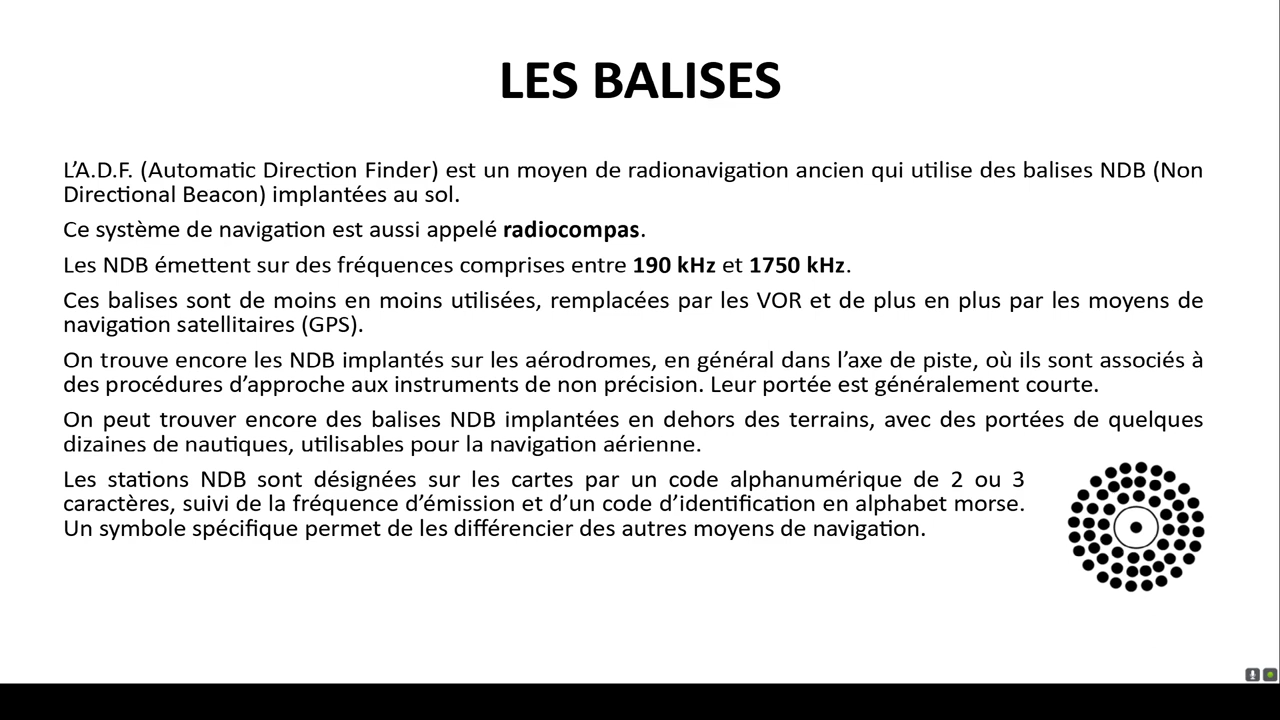 LES BALISES
L’A.D.F. (Automatic Direction Finder) est un moyen de radionavigation ancien qui utilise des balises NDB (Non
Directional Beacon) implantées au sol.
Ce système de navigation est aussi appelé radiocompas.
Les NDB émettent sur des fréquences comprises entre 190 kHz et 1750 kHz.
Ces balises sont de moins en moins utilisées, remplacées par les VOR et de plus en plus par les moyens de
navigation satellitaires (GPS).
On trouve encore les NDB implantés sur les aérodromes, en général dans l’axe de piste, où ils sont associés à
des procédures d’approche aux instruments de non précision. Leur portée est généralement courte.
On peut trouver encore des balises NDB implantées en dehors des terrains, avec des portées de quelques
dizaines de nautiques, utilisables pour la navigation aérienne.
Les stations NDB sont désignées sur les cartes par un code alphanumérique de 2 ou 3
caractères, suivi de la fréquence d’émission et d’un code d’identification en alphabet morse.
Un symbole spécifique permet de les différencier des autres moyens de navigation.